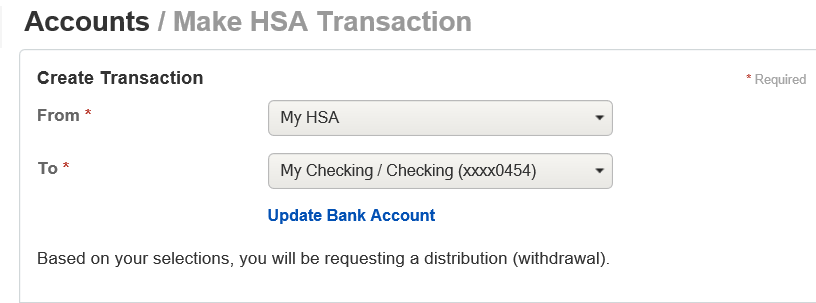 Accounts / Make HSA Transaction
Create Transaction
* Required
From *
My HSA
To *
My Checking / Checking (xxxx0454)
Update Bank Account
Based on your selections, you will be requesting a distribution (withdrawal).